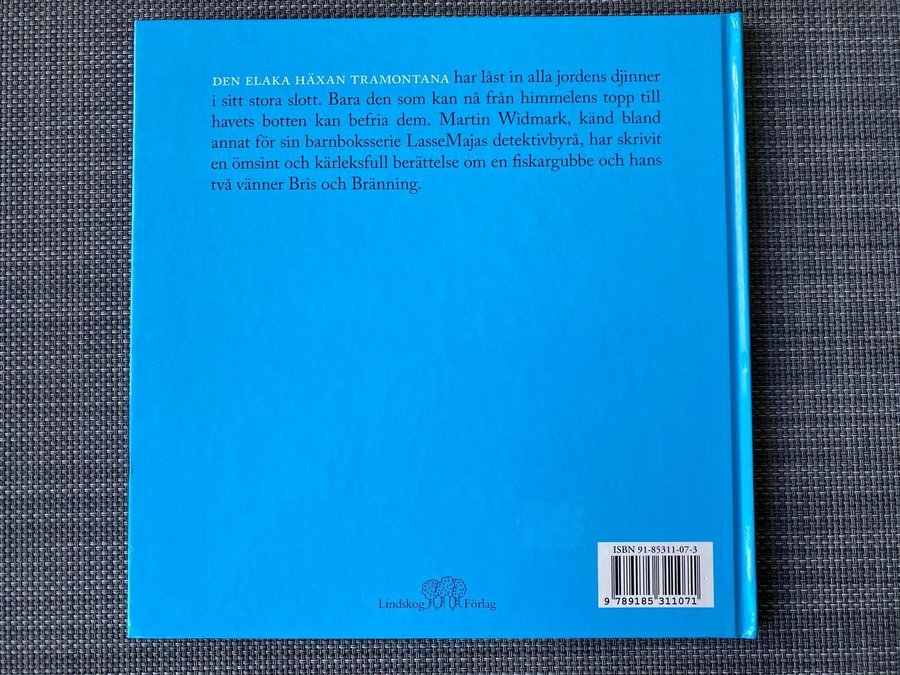 DEN ELAKA HÄXAN TRAMONTANA har låst in alla jordens djinner
i sitt stora slott. Bara den som kan nå från himmelens topp till
havets botten kan befria dem. Martin Widmark, känd bland
annat för sin barnboksserie LasseMajas detektivbyrå, har skrivit
en ömsint och kärleksfull berättelse om en fiskargubbe och hans
två vänner Bris och Bränning.
ISBN 91-85311-07-3
9 789185 311071
Lindskog Förlag